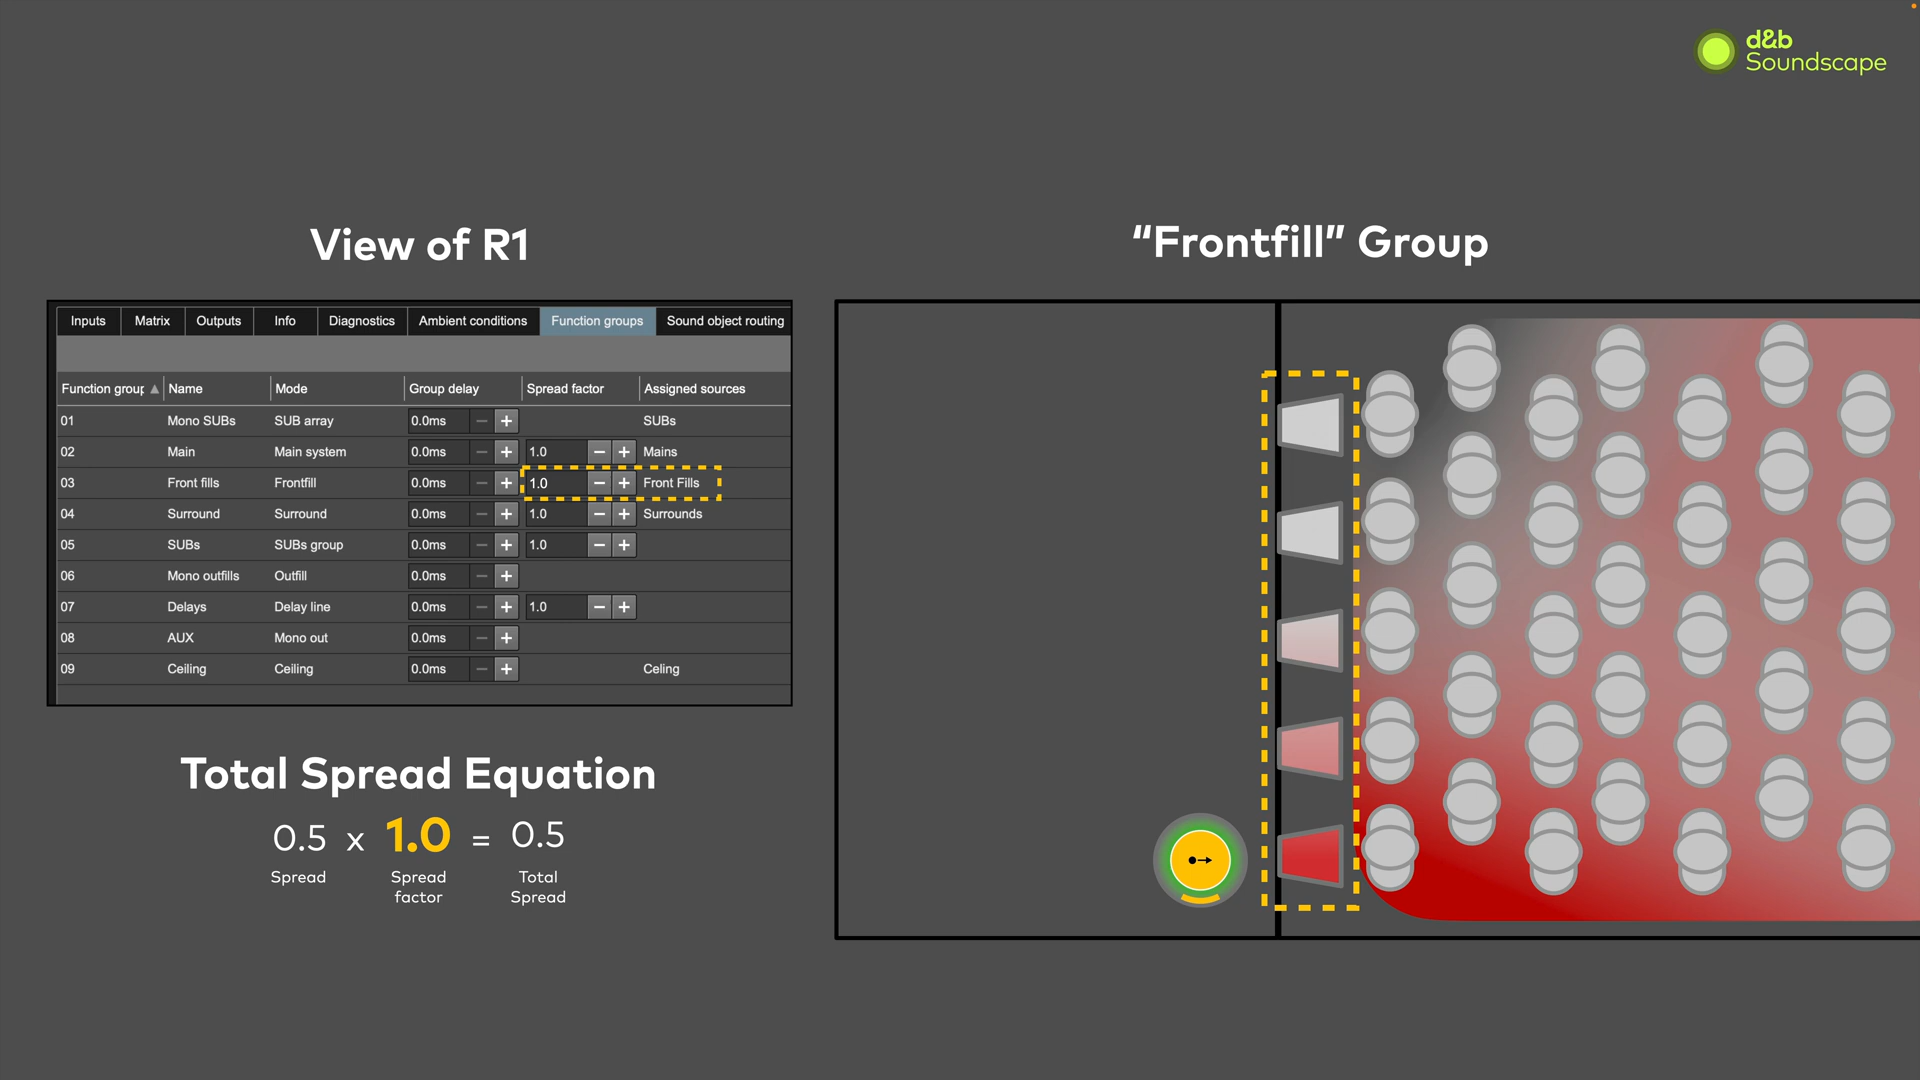 d&b
Soundscape
View of R1
"Frontfill" Group
Inputs Matrix Outputs Info Diagnostics Ambient conditions Function groups Sound object routing
Function group Name Mode Group delay Spread factor Assigned sources
01 Mono SUBs SUB array 0.0ms − + SUBs
02 Main Main system 0.0ms − + 1.0 − + Mains
03 Front fills Frontfill 0.0ms − + 1.0 − + Front Fills
04 Surround Surround 0.0ms − + 1.0 − + Surrounds
05 SUBs SUBs group 0.0ms − + 1.0 − +
06 Mono outfills Outfill 0.0ms − +
07 Delays Delay line 0.0ms − + 1.0 − +
08 AUX Mono out 0.0ms − +
09 Ceiling Ceiling 0.0ms − + Celing
Total Spread Equation
0.5 x 1.0 = 0.5
Spread Spread factor Total Spread